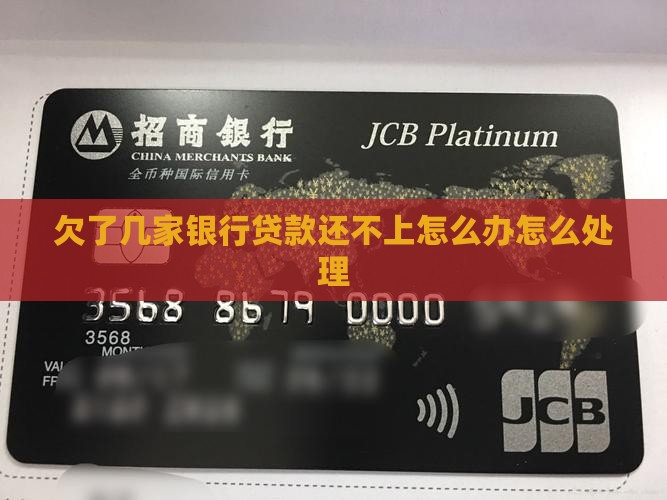 招商銀行
CHINA MERCHANTS BANK
全币种国际信用卡
JCB Platinum
欠了几家银行贷款还不上怎么办怎么处
理
3568 8679 0000
3568
MONTH
JCB